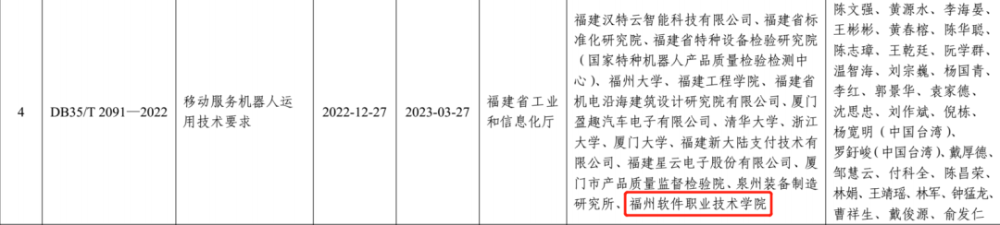 4
DB35/T 2091—2022
移动服务机器人运
用技术要求
2022-12-27
2023-03-27
福建省工业
和信息化厅
福建汉特云智能科技有限公司、福建省标
准化研究院、福建省特种设备检验研究院
（国家特种机器人产品质量检验检测中
心）、福州大学、福建工程学院、福建省
机电沿海建筑设计研究院有限公司、厦门
盈趣汽车电子有限公司、清华大学、浙江
大学、厦门大学、福建新大陆支付技术有
限公司、福建星云电子股份有限公司、厦
门市产品质量监督检验院、泉州装备制造
研究所、福州软件职业技术学院
陈文强、黄源水、李海晏、
王彬彬、黄春榕、陈华聪、
陈志璋、王乾廷、阮学群、
温智海、刘宗巍、杨国青、
李红、郭景华、袁家德、
沈思忠、刘作斌、倪栋、
杨宽明（中国台湾）、
罗釪峻（中国台湾）、戴厚德、
邹慧云、付科全、陈昌荣、
林娟、王靖瑶、林军、钟猛龙、
曹祥生、戴俊源、俞发仁